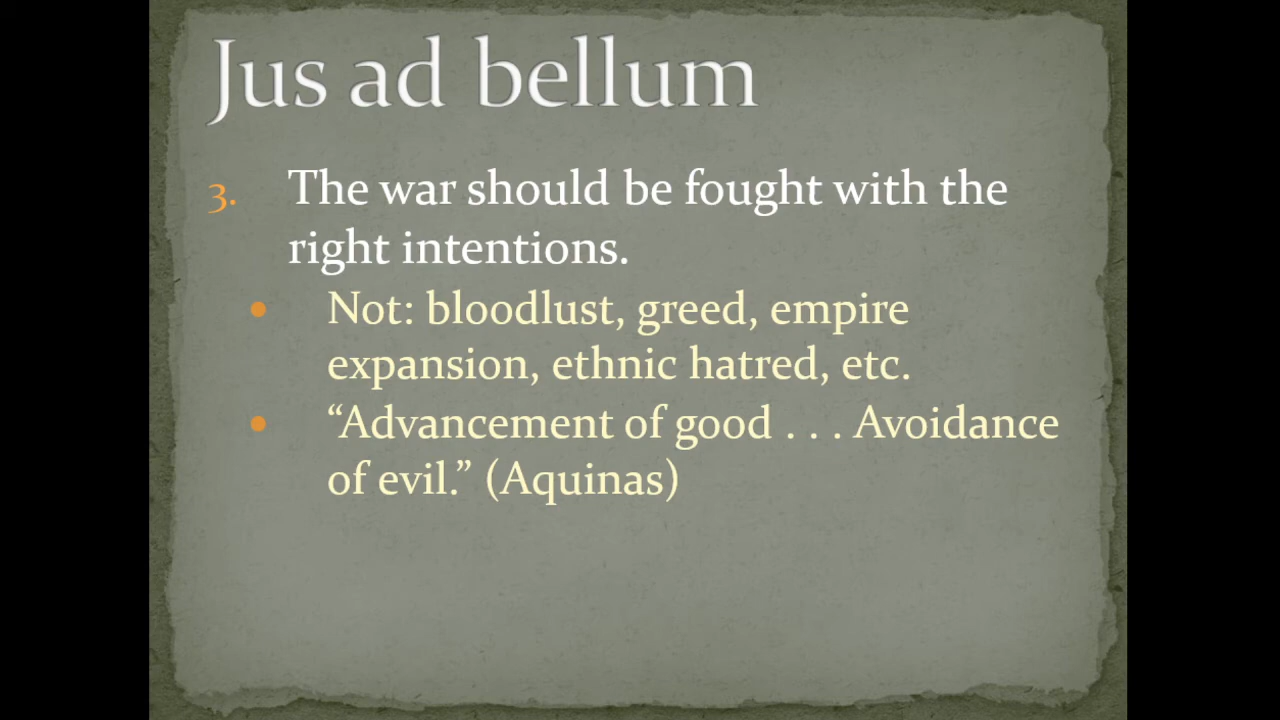 Jus ad bellum
3. The war should be fought with the
right intentions.
• Not: bloodlust, greed, empire
expansion, ethnic hatred, etc.
• “Advancement of good . . . Avoidance
of evil.” (Aquinas)